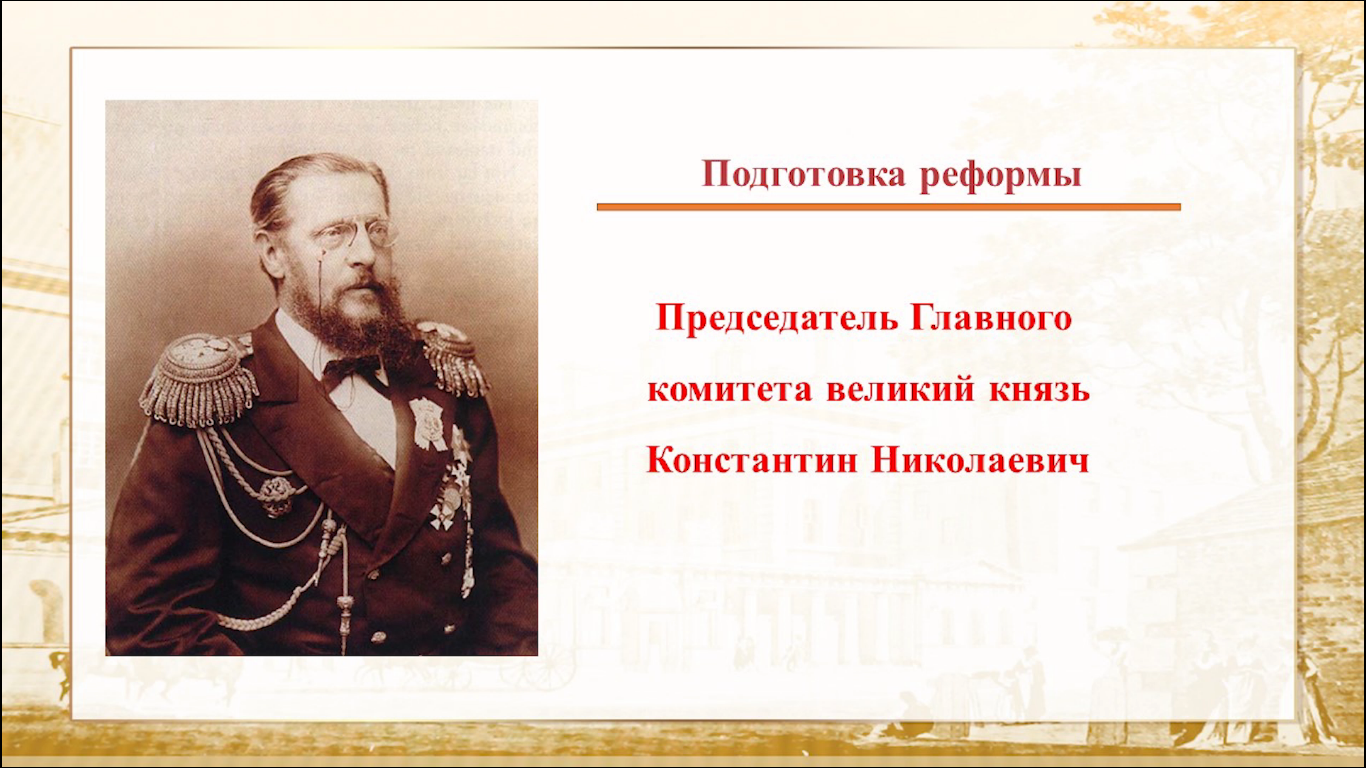 Подготовка реформы
Председатель Главного
комитета великий князь
Константин Николаевич